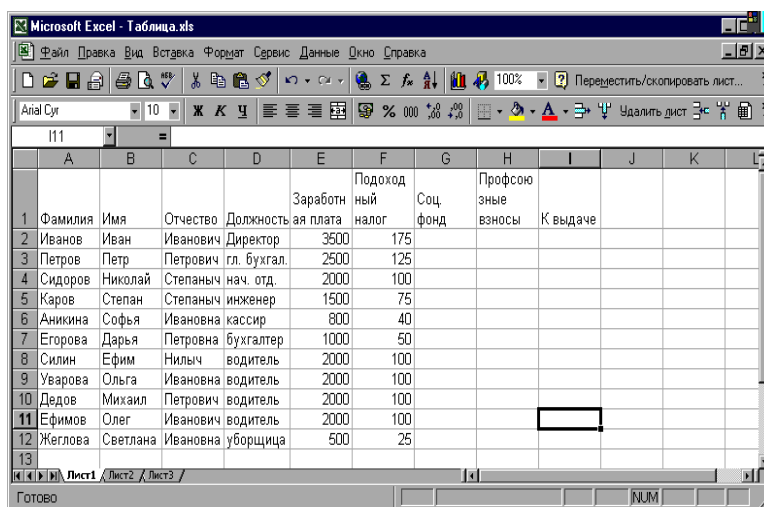 Microsoft Excel - Таблица.xls
Файл Правка Вид Вставка Формат Сервис Данные Окно Справка
100% Переместить/скопировать лист...
Arial Cyr 10 Ж К Ч % 000 Удалить лист
I11 =
A B C D E F G H I J K L
1 Фамилия Имя Отчество Должность Заработн ая плата Подоход ный налог Соц. фонд Профсою зные взносы К выдаче
2 Иванов Иван Иванович Директор 3500 175
3 Петров Петр Петрович гл. бухгал. 2500 125
4 Сидоров Николай Степаныч нач. отд. 2000 100
5 Каров Степан Степаныч инженер 1500 75
6 Аникина Софья Ивановна кассир 800 40
7 Егорова Дарья Петровна бухгалтер 1000 50
8 Силин Ефим Нилыч водитель 2000 100
9 Уварова Ольга Ивановна водитель 2000 100
10 Дедов Михаил Петрович водитель 2000 100
11 Ефимов Олег Иванович водитель 2000 100
12 Жеглова Светлана Ивановна уборщица 500 25
13
Лист1 Лист2 Лист3
Готово NUM